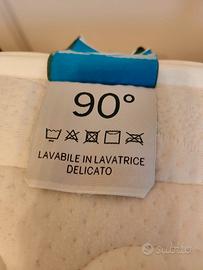 90°
LAVABILE IN LAVATRICE
DELICATO
Subito